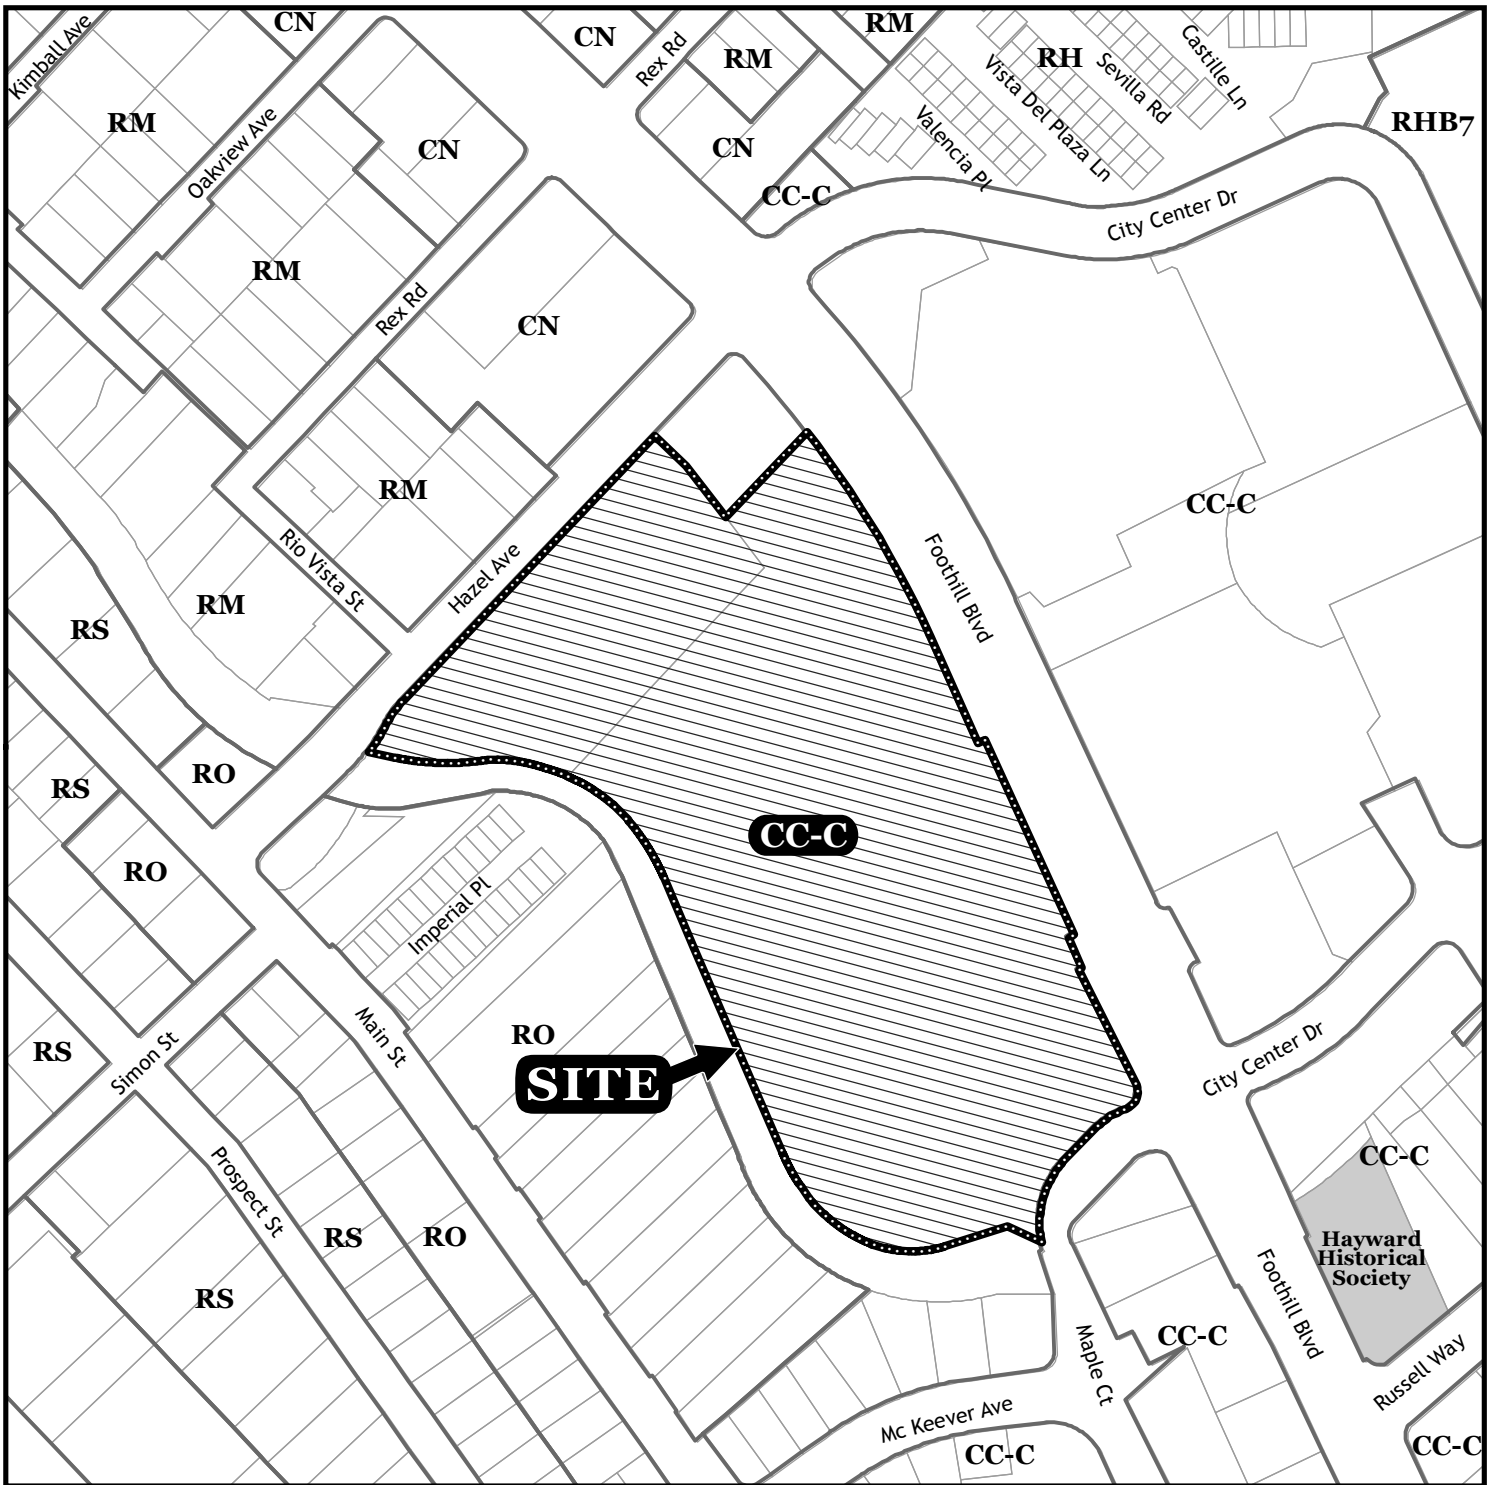 Kimball Ave
CN
CN
Rex Rd
RM
RM
RH
Castille Ln
Sevilla Rd
Vista Del Plaza Ln
Valencia Pl
RHB7
RM
Oakview Ave
CN
CN
CC-C
City Center Dr
RM
Rex Rd
CN
RM
Rio Vista St
Hazel Ave
CC-C
Foothill Blvd
RM
RS
RO
RS
CC-C
RO
Imperial Pl
RO
Main St
SITE
RS
Simon St
City Center Dr
CC-C
Prospect St
RS
RO
RS
Hayward
Historical
Society
Foothill Blvd
Maple Ct
CC-C
Russell Way
Mc Keever Ave
CC-C
CC-C